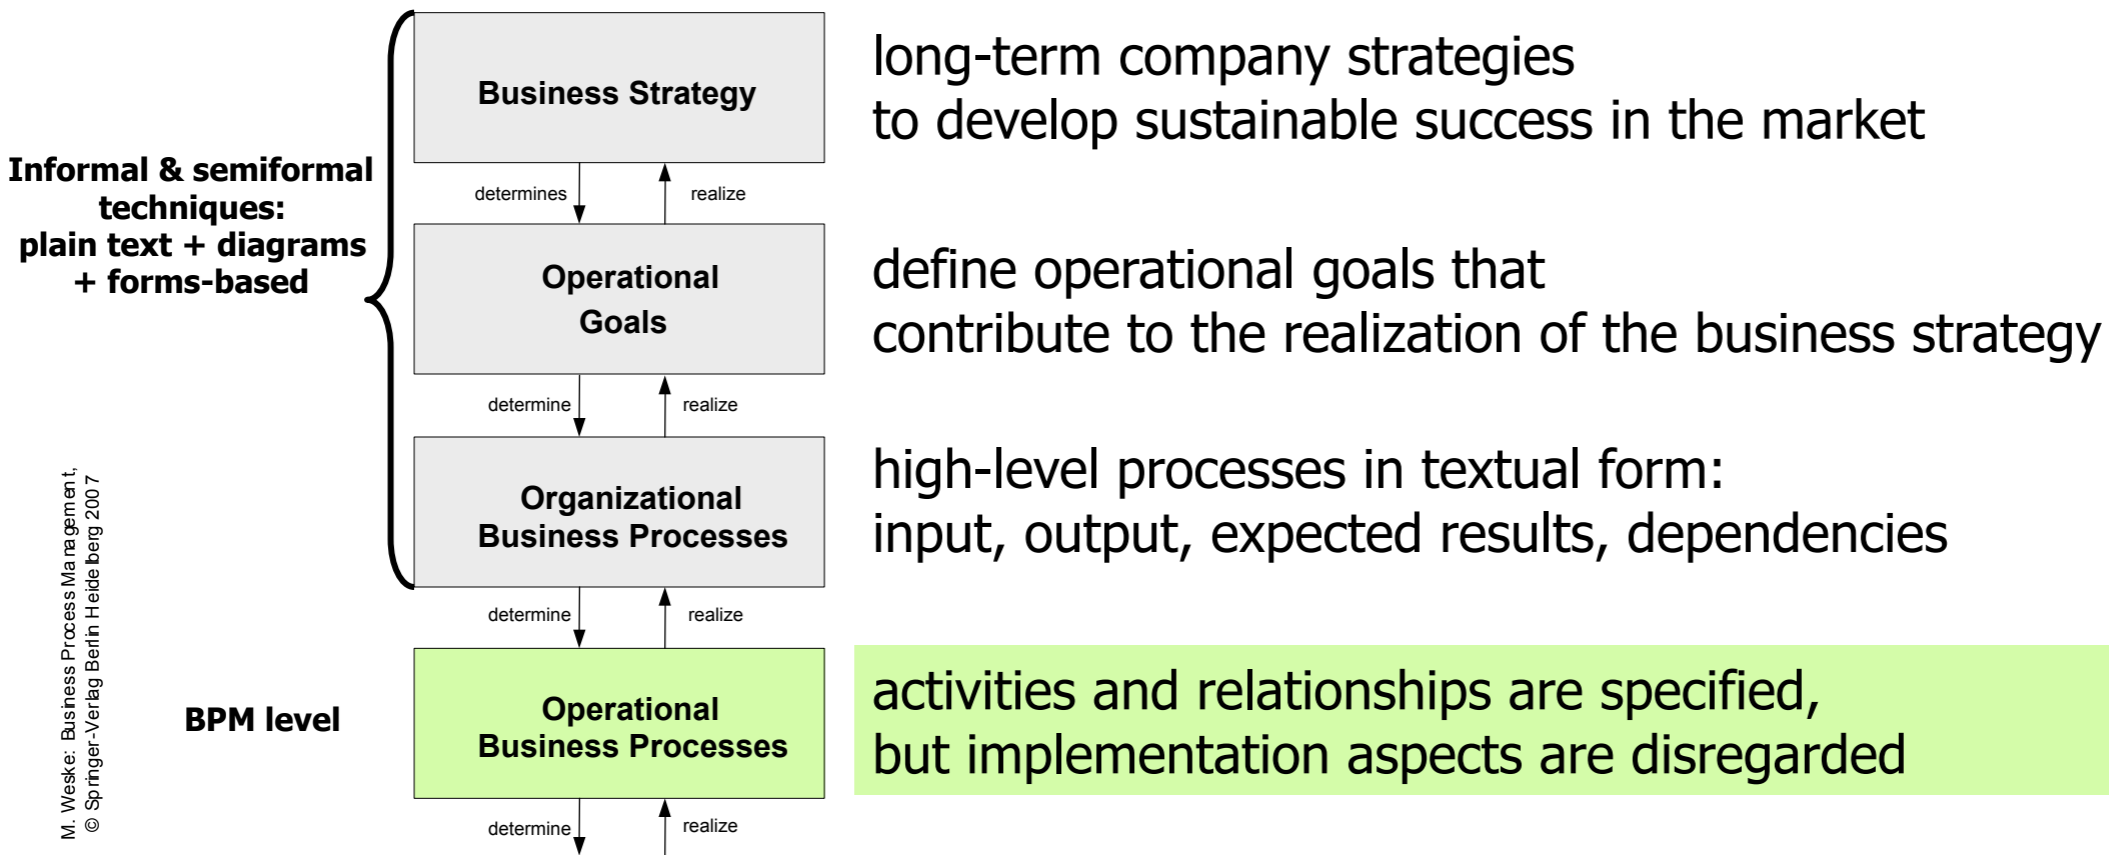 Business Strategy
long-term company strategies
to develop sustainable success in the market
Informal & semiformal
techniques:
plain text + diagrams
+ forms-based
determines
realize
Operational
Goals
define operational goals that
contribute to the realization of the business strategy
determine
realize
Organizational
Business Processes
high-level processes in textual form:
input, output, expected results, dependencies
determine
realize
BPM level
Operational
Business Processes
activities and relationships are specified,
but implementation aspects are disregarded
determine
realize
M. Weske: Business Process Management,
© Springer-Verlag Berlin Heidelberg 2007